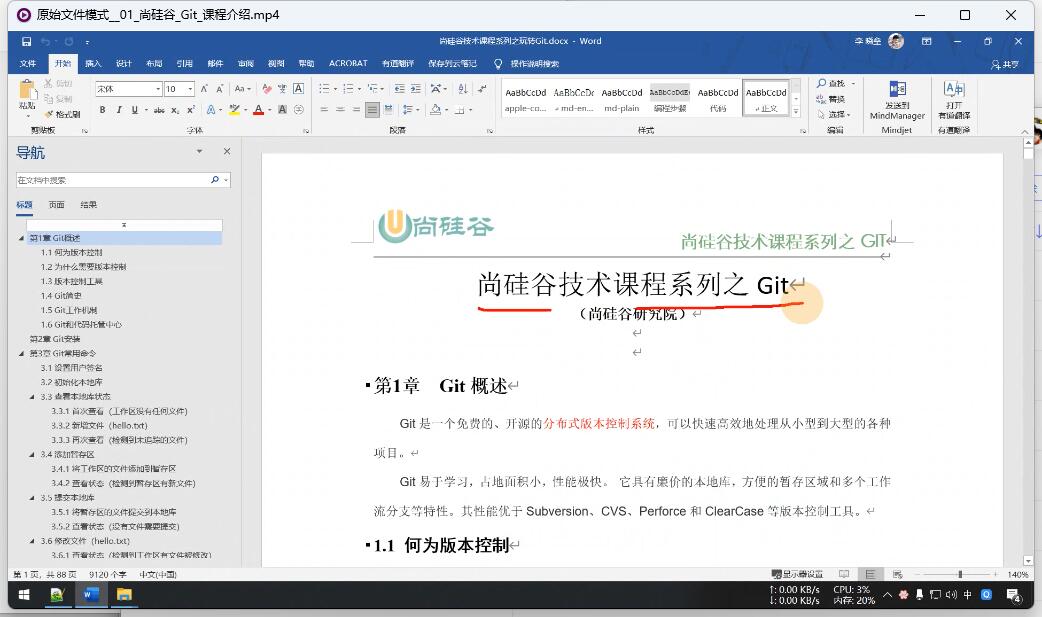 原始文件模式__01_尚硅谷_Git_课程介绍.mp4
尚硅谷技术课程系列之玩转Git.docx - Word
李 晓全
文件 开始 插入 设计 布局 引用 邮件 审阅 视图 帮助 ACROBAT 有道翻译 保存到云笔记 操作说明搜索 共享
粘贴 剪切 复制 格式刷
宋体 10
AaBbCcDd AaBbCcDc AaBbCcDd AaBbCcDdE AaBbCcDd AaBbCcDd
apple-co... md-en... md-plain 编程步骤 代码 正文
查找 替换 选择
发送到 MindManager
打开 有道翻译
剪贴板 字体 段落 样式 编辑 Mindjet 有道翻译
导航
在文档中搜索
标题 页面 结果
第1章 Git概述
1.1 何为版本控制
1.2 为什么需要版本控制
1.3 版本控制工具
1.4 Git简史
1.5 Git工作机制
1.6 Git和代码托管中心
第2章 Git安装
第3章 Git常用命令
3.1 设置用户签名
3.2 初始化本地库
3.3 查看本地库状态
3.3.1 首次查看（工作区没有任何文件）
3.3.2 新增文件（hello.txt）
3.3.3 再次查看（检测到未追踪的文件）
3.4 添加暂存区
3.4.1 将工作区的文件添加到暂存区
3.4.2 查看状态（检测到暂存区有新文件）
3.5 提交本地库
3.5.1 将暂存区的文件提交到本地库
3.5.2 查看状态（没有文件需要提交）
3.6 修改文件（hello.txt）
3.6.1 查看状态（检测到工作区有文件被修改）
尚硅谷
尚硅谷技术课程系列之 GIT
尚硅谷技术课程系列之 Git
（尚硅谷研究院）
第1章 Git 概述
Git 是一个免费的、开源的分布式版本控制系统，可以快速高效地处理从小型到大型的各种
项目。
Git 易于学习，占地面积小，性能极快。 它具有廉价的本地库，方便的暂存区域和多个工作
流分支等特性。其性能优于 Subversion、CVS、Perforce 和 ClearCase 等版本控制工具。
1.1 何为版本控制
第 1 页，共 88 页 9120 个字 中文(中国) 显示器设置 140%
↑: 0.00 KB/s CPU: 3%
↓: 0.00 KB/s 内存: 20%
中
4